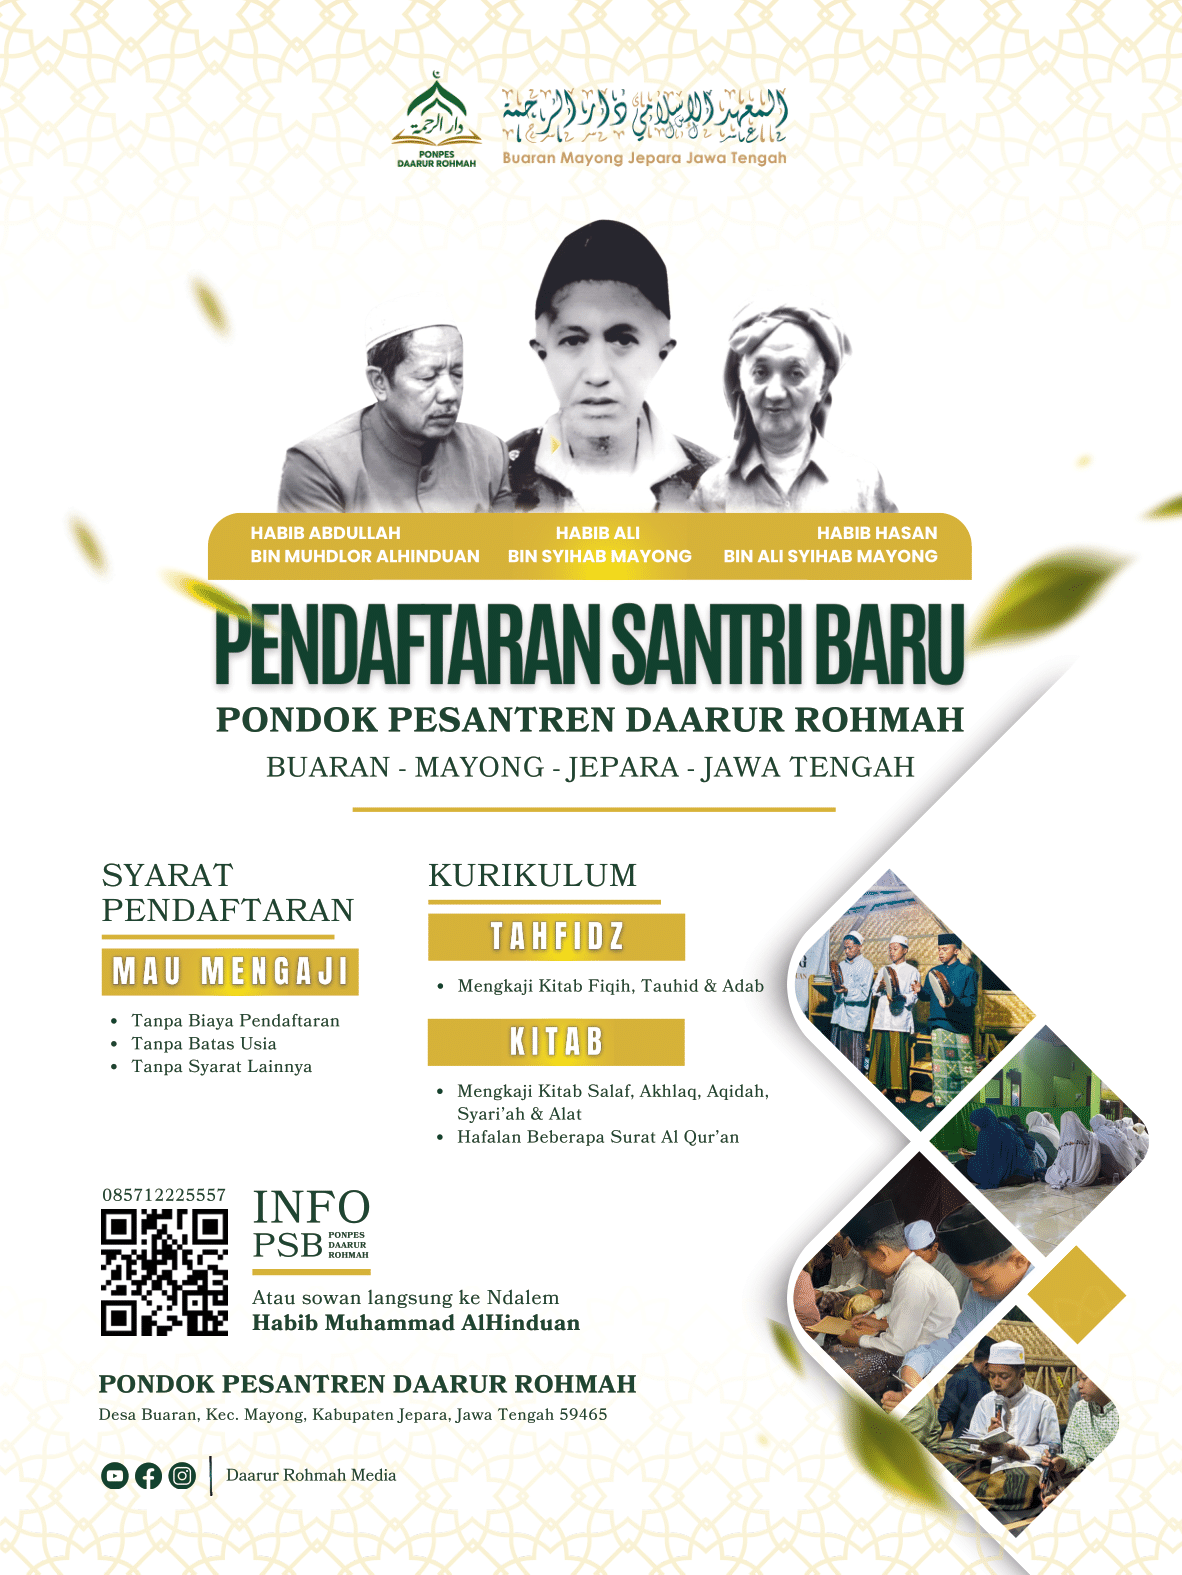 دار الرحمة
PONPES
DAARUR ROHMAH
المعهد الإسلامي دار الرحمة
Buaran Mayong Jepara Jawa Tengah
HABIB ABDULLAH
BIN MUHDLOR ALHINDUAN
HABIB ALI
BIN SYIHAB MAYONG
HABIB HASAN
BIN ALI SYIHAB MAYONG
PENDAFTARAN SANTRI BARU
PONDOK PESANTREN DAARUR ROHMAH
BUARAN - MAYONG - JEPARA - JAWA TENGAH
SYARAT
PENDAFTARAN
MAU MENGAJI
• Tanpa Biaya Pendaftaran
• Tanpa Batas Usia
• Tanpa Syarat Lainnya
KURIKULUM
TAHFIDZ
• Mengkaji Kitab Fiqih, Tauhid & Adab
KITAB
• Mengkaji Kitab Salaf, Akhlaq, Aqidah,
Syari'ah & Alat
• Hafalan Beberapa Surat Al Qur'an
085712225557
INFO
PSB
PONPES
DAARUR
ROHMAH
Atau sowan langsung ke Ndalem
Habib Muhammad AlHinduan
PONDOK PESANTREN DAARUR ROHMAH
Desa Buaran, Kec. Mayong, Kabupaten Jepara, Jawa Tengah 59465
Daarur Rohmah Media